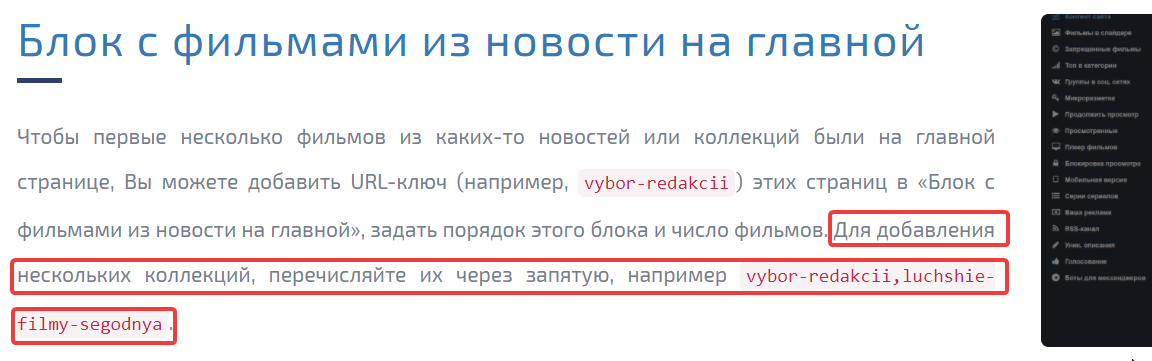 Блок с фильмами из новости на главной
Чтобы первые несколько фильмов из каких-то новостей или коллекций были на главной
странице, Вы можете добавить URL-ключ (например, vybor-redakcii) этих страниц в «Блок с
фильмами из новости на главной», задать порядок этого блока и число фильмов. Для добавления
нескольких коллекций, перечисляйте их через запятую, например vybor-redakcii,luchshie-
filmy-segodnya.
Контент сайта
Фильмы в слайдере
Запрещенные фильмы
Топ в категории
Группы в соц. сетях
Микроразметка
Продолжить просмотр
Просмотренные
Плеер фильмов
Блокировка просмотра
Мобильная версия
Серии сериалов
Ваша реклама
RSS-канал
Уник. описания
Голосование
Боты для мессенджеров